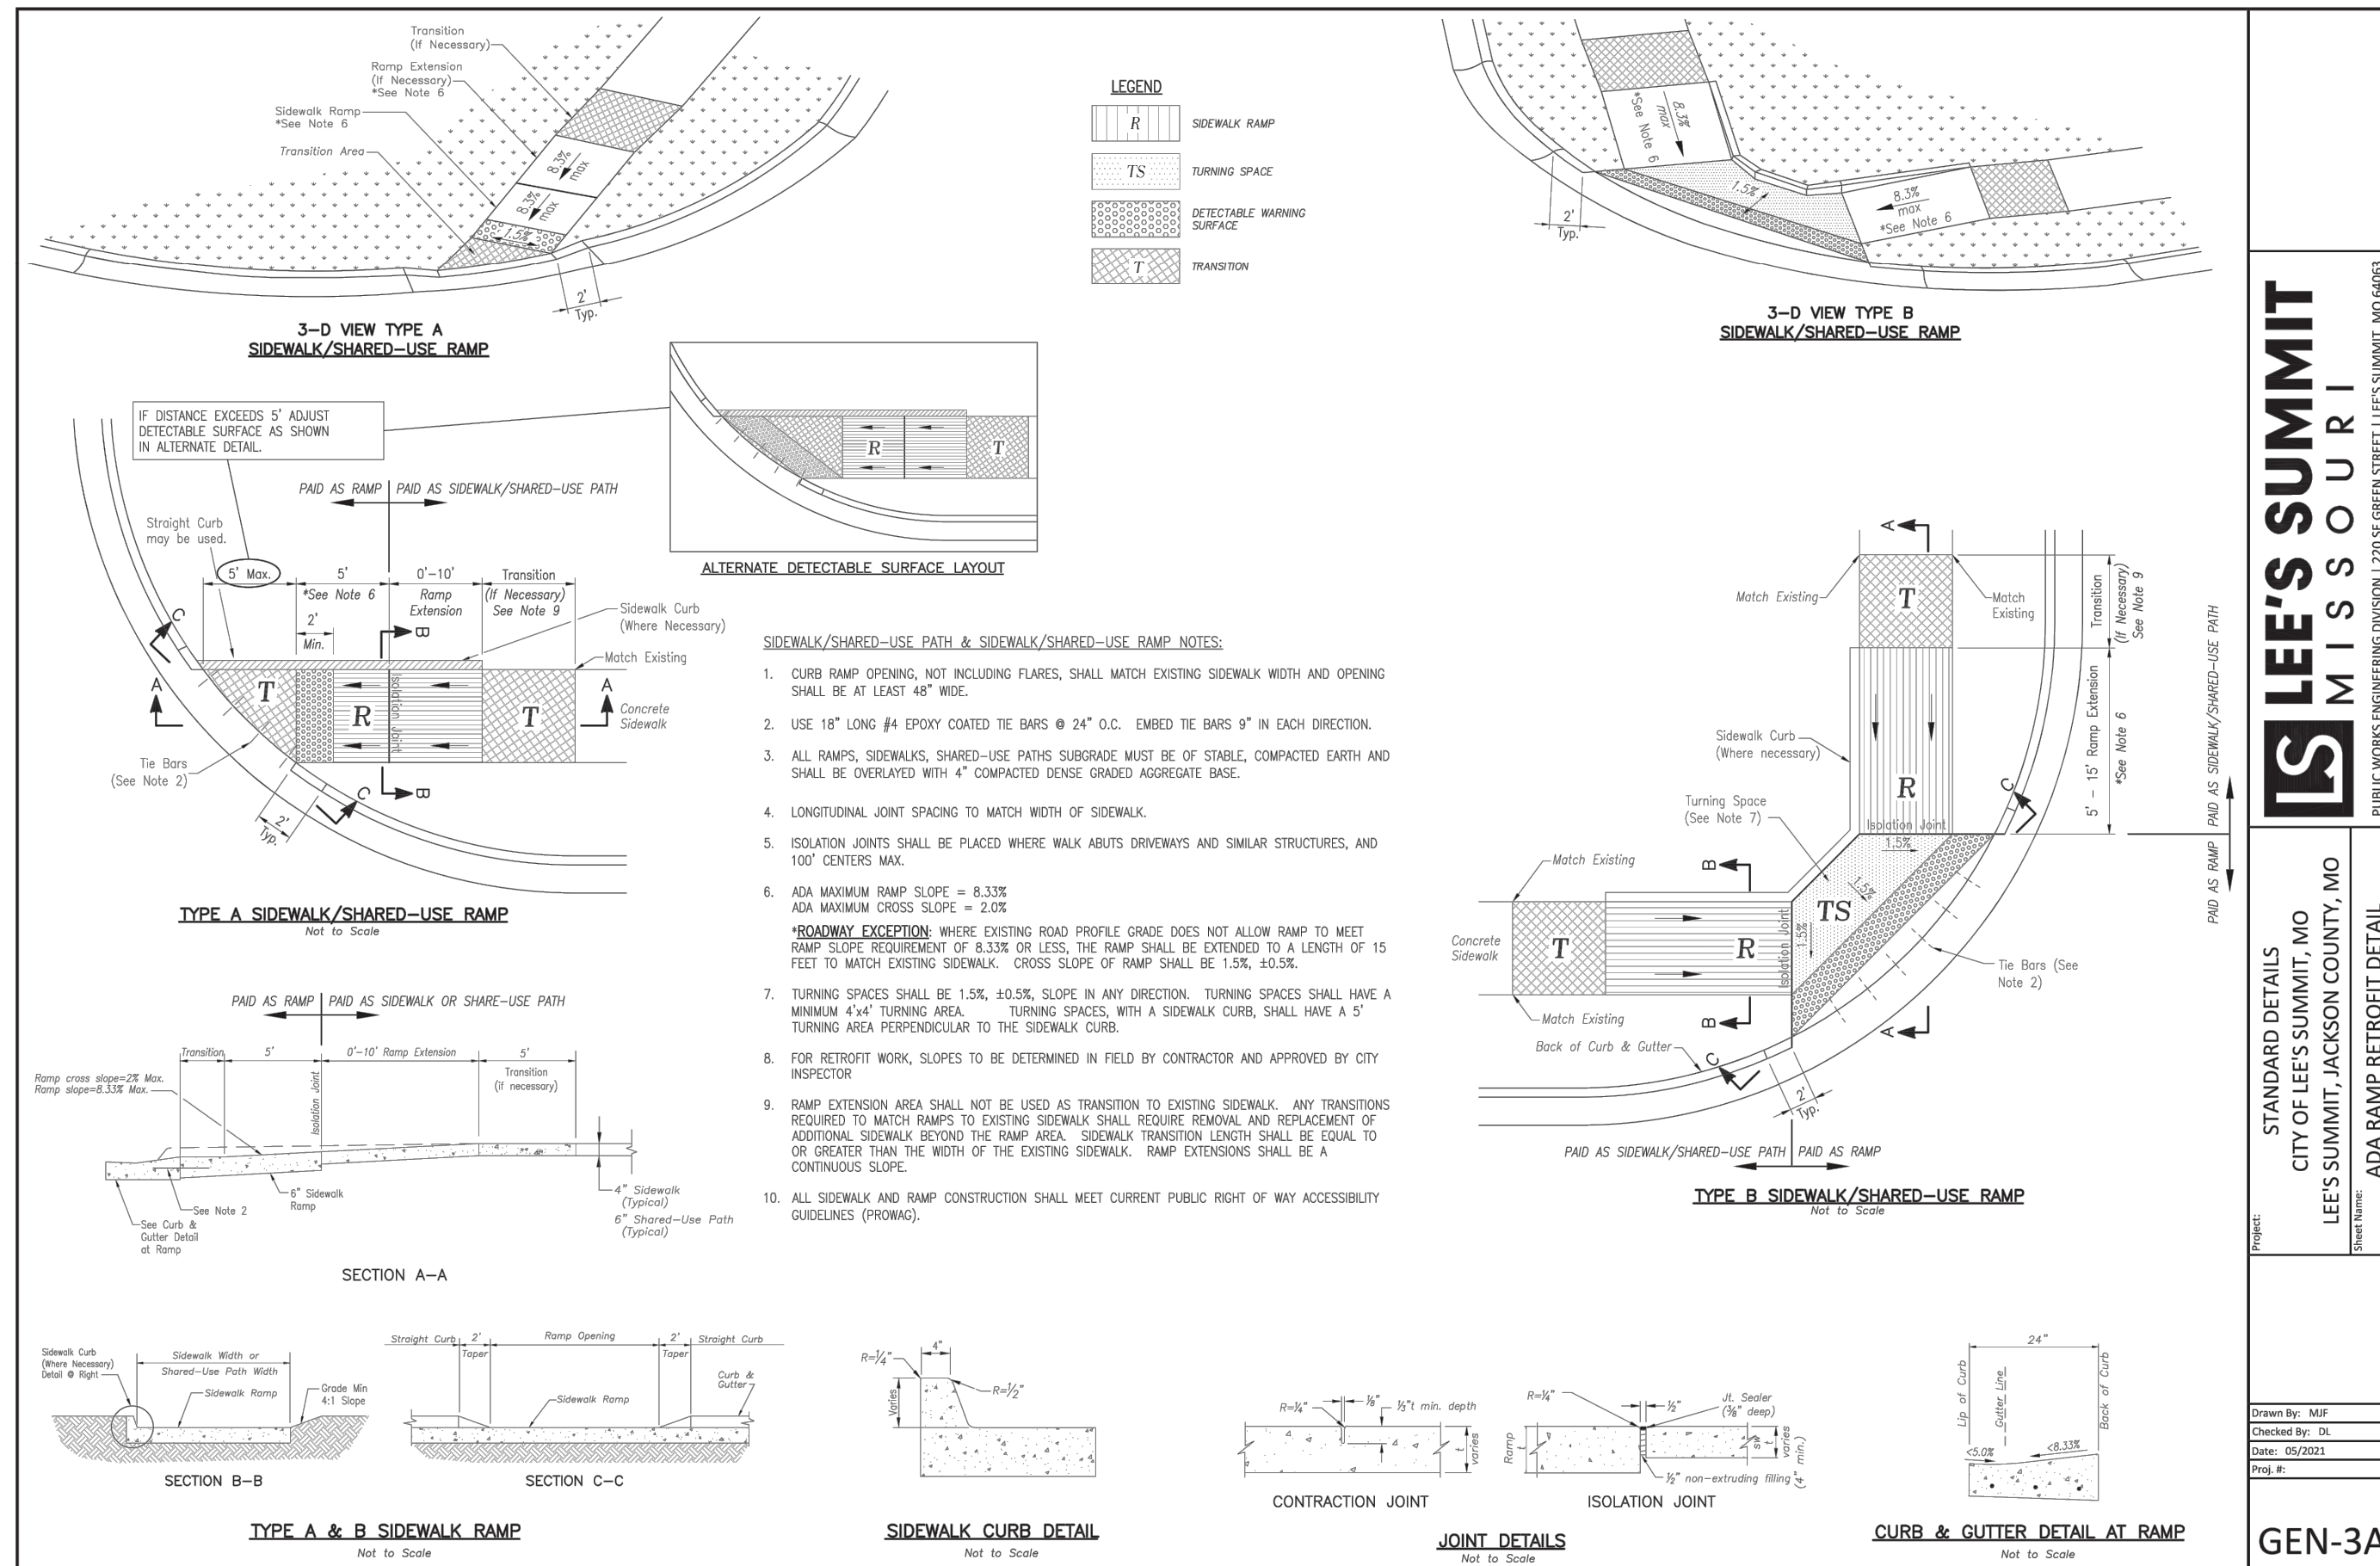 Transition
(If Necessary)
Ramp Extension
(If Necessary)
*See Note 6
Sidewalk Ramp
*See Note 6
Transition Area
8.3%
max
8.3%
max
1.5%
2'
Typ.
3-D VIEW TYPE A
SIDEWALK/SHARED-USE RAMP
LEGEND
R SIDEWALK RAMP
TS TURNING SPACE
DETECTABLE WARNING
SURFACE
T TRANSITION
*See Note 6
8.3%
max
1.5%
8.3%
max
*See Note 6
2'
Typ.
3-D VIEW TYPE B
SIDEWALK/SHARED-USE RAMP
IF DISTANCE EXCEEDS 5' ADJUST
DETECTABLE SURFACE AS SHOWN
IN ALTERNATE DETAIL.
R
T
ALTERNATE DETECTABLE SURFACE LAYOUT
PAID AS RAMP PAID AS SIDEWALK/SHARED-USE PATH
Straight Curb
may be used.
5' Max.
5'
*See Note 6
0'-10'
Ramp
Extension
Transition
(If Necessary)
See Note 9
2'
Min.
B
Sidewalk Curb
(Where Necessary)
Match Existing
C
A
T
R
Isolation Joint
T
A
Concrete
Sidewalk
Tie Bars
(See Note 2)
C
B
2'
Typ.
TYPE A SIDEWALK/SHARED-USE RAMP
Not to Scale
PAID AS RAMP PAID AS SIDEWALK OR SHARE-USE PATH
Transition
5'
0'-10' Ramp Extension
5'
Transition
(if necessary)
Ramp cross slope=2% Max.
Ramp slope=8.33% Max.
Isolation Joint
See Note 2
6" Sidewalk
Ramp
See Curb &
Gutter Detail
at Ramp
4" Sidewalk
(Typical)
6" Shared-Use Path
(Typical)
SECTION A-A
SIDEWALK/SHARED-USE PATH & SIDEWALK/SHARED-USE RAMP NOTES:
1. CURB RAMP OPENING, NOT INCLUDING FLARES, SHALL MATCH EXISTING SIDEWALK WIDTH AND OPENING
SHALL BE AT LEAST 48" WIDE.
2. USE 18" LONG #4 EPOXY COATED TIE BARS @ 24" O.C. EMBED TIE BARS 9" IN EACH DIRECTION.
3. ALL RAMPS, SIDEWALKS, SHARED-USE PATHS SUBGRADE MUST BE OF STABLE, COMPACTED EARTH AND
SHALL BE OVERLAYED WITH 4" COMPACTED DENSE GRADED AGGREGATE BASE.
4. LONGITUDINAL JOINT SPACING TO MATCH WIDTH OF SIDEWALK.
5. ISOLATION JOINTS SHALL BE PLACED WHERE WALK ABUTS DRIVEWAYS AND SIMILAR STRUCTURES, AND
100' CENTERS MAX.
6. ADA MAXIMUM RAMP SLOPE = 8.33%
ADA MAXIMUM CROSS SLOPE = 2.0%
*ROADWAY EXCEPTION: WHERE EXISTING ROAD PROFILE GRADE DOES NOT ALLOW RAMP TO MEET
RAMP SLOPE REQUIREMENT OF 8.33% OR LESS, THE RAMP SHALL BE EXTENDED TO A LENGTH OF 15
FEET TO MATCH EXISTING SIDEWALK. CROSS SLOPE OF RAMP SHALL BE 1.5%, ±0.5%.
7. TURNING SPACES SHALL BE 1.5%, ±0.5%, SLOPE IN ANY DIRECTION. TURNING SPACES SHALL HAVE A
MINIMUM 4'x4' TURNING AREA. TURNING SPACES, WITH A SIDEWALK CURB, SHALL HAVE A 5'
TURNING AREA PERPENDICULAR TO THE SIDEWALK CURB.
8. FOR RETROFIT WORK, SLOPES TO BE DETERMINED IN FIELD BY CONTRACTOR AND APPROVED BY CITY
INSPECTOR
9. RAMP EXTENSION AREA SHALL NOT BE USED AS TRANSITION TO EXISTING SIDEWALK. ANY TRANSITIONS
REQUIRED TO MATCH RAMPS TO EXISTING SIDEWALK SHALL REQUIRE REMOVAL AND REPLACEMENT OF
ADDITIONAL SIDEWALK BEYOND THE RAMP AREA. SIDEWALK TRANSITION LENGTH SHALL BE EQUAL TO
OR GREATER THAN THE WIDTH OF THE EXISTING SIDEWALK. RAMP EXTENSIONS SHALL BE A
CONTINUOUS SLOPE.
10. ALL SIDEWALK AND RAMP CONSTRUCTION SHALL MEET CURRENT PUBLIC RIGHT OF WAY ACCESSIBILITY
GUIDELINES (PROWAG).
A
Match Existing
T
Match
Existing
Transition
(If Necessary)
See Note 9
Sidewalk Curb
(Where necessary)
R
5' - 15' Ramp Extension
*See Note 6
C
Turning Space
(See Note 7)
Isolation Joint
1.5%
PAID AS RAMP PAID AS SIDEWALK/SHARED-USE PATH
Match Existing
B
1.5%
TS
1.5%
Concrete
Sidewalk
T
R
Isolation Joint
Tie Bars (See
Note 2)
Match Existing
B
A
Back of Curb & Gutter
C
2'
Typ.
PAID AS SIDEWALK/SHARED-USE PATH PAID AS RAMP
TYPE B SIDEWALK/SHARED-USE RAMP
Not to Scale
Sidewalk Curb
(Where Necessary)
Detail @ Right
Sidewalk Width or
Shared-Use Path Width
Sidewalk Ramp
Grade Min
4:1 Slope
SECTION B-B
Straight Curb 2' Ramp Opening 2' Straight Curb
Taper Taper
Sidewalk Ramp
Curb &
Gutter
SECTION C-C
TYPE A & B SIDEWALK RAMP
Not to Scale
4"
R=1/4"
R=1/2"
Varies
SIDEWALK CURB DETAIL
Not to Scale
R=1/4"
1/8"
1/3"t min. depth
t
varies
CONTRACTION JOINT
R=1/4"
1/2"
Jt. Sealer
(3/8" deep)
Ramp
t
sw
t
varies
(4" min.)
1/2" non-extruding filling
ISOLATION JOINT
JOINT DETAILS
Not to Scale
24"
Lip of Curb
Gutter Line
Back of Curb
<5.0%
<8.33%
CURB & GUTTER DETAIL AT RAMP
Not to Scale
LS LEE'S SUMMIT
MISSOURI
PUBLIC WORKS ENGINEERING DIVISION | 220 SE GREEN STREET | LEE'S SUMMIT, MO 64063
Project:
STANDARD DETAILS
CITY OF LEE'S SUMMIT, MO
LEE'S SUMMIT, JACKSON COUNTY, MO
Sheet Name:
ADA RAMP RETROFIT DETAIL
Drawn By: MJF
Checked By: DL
Date: 05/2021
Proj. #:
GEN-3A